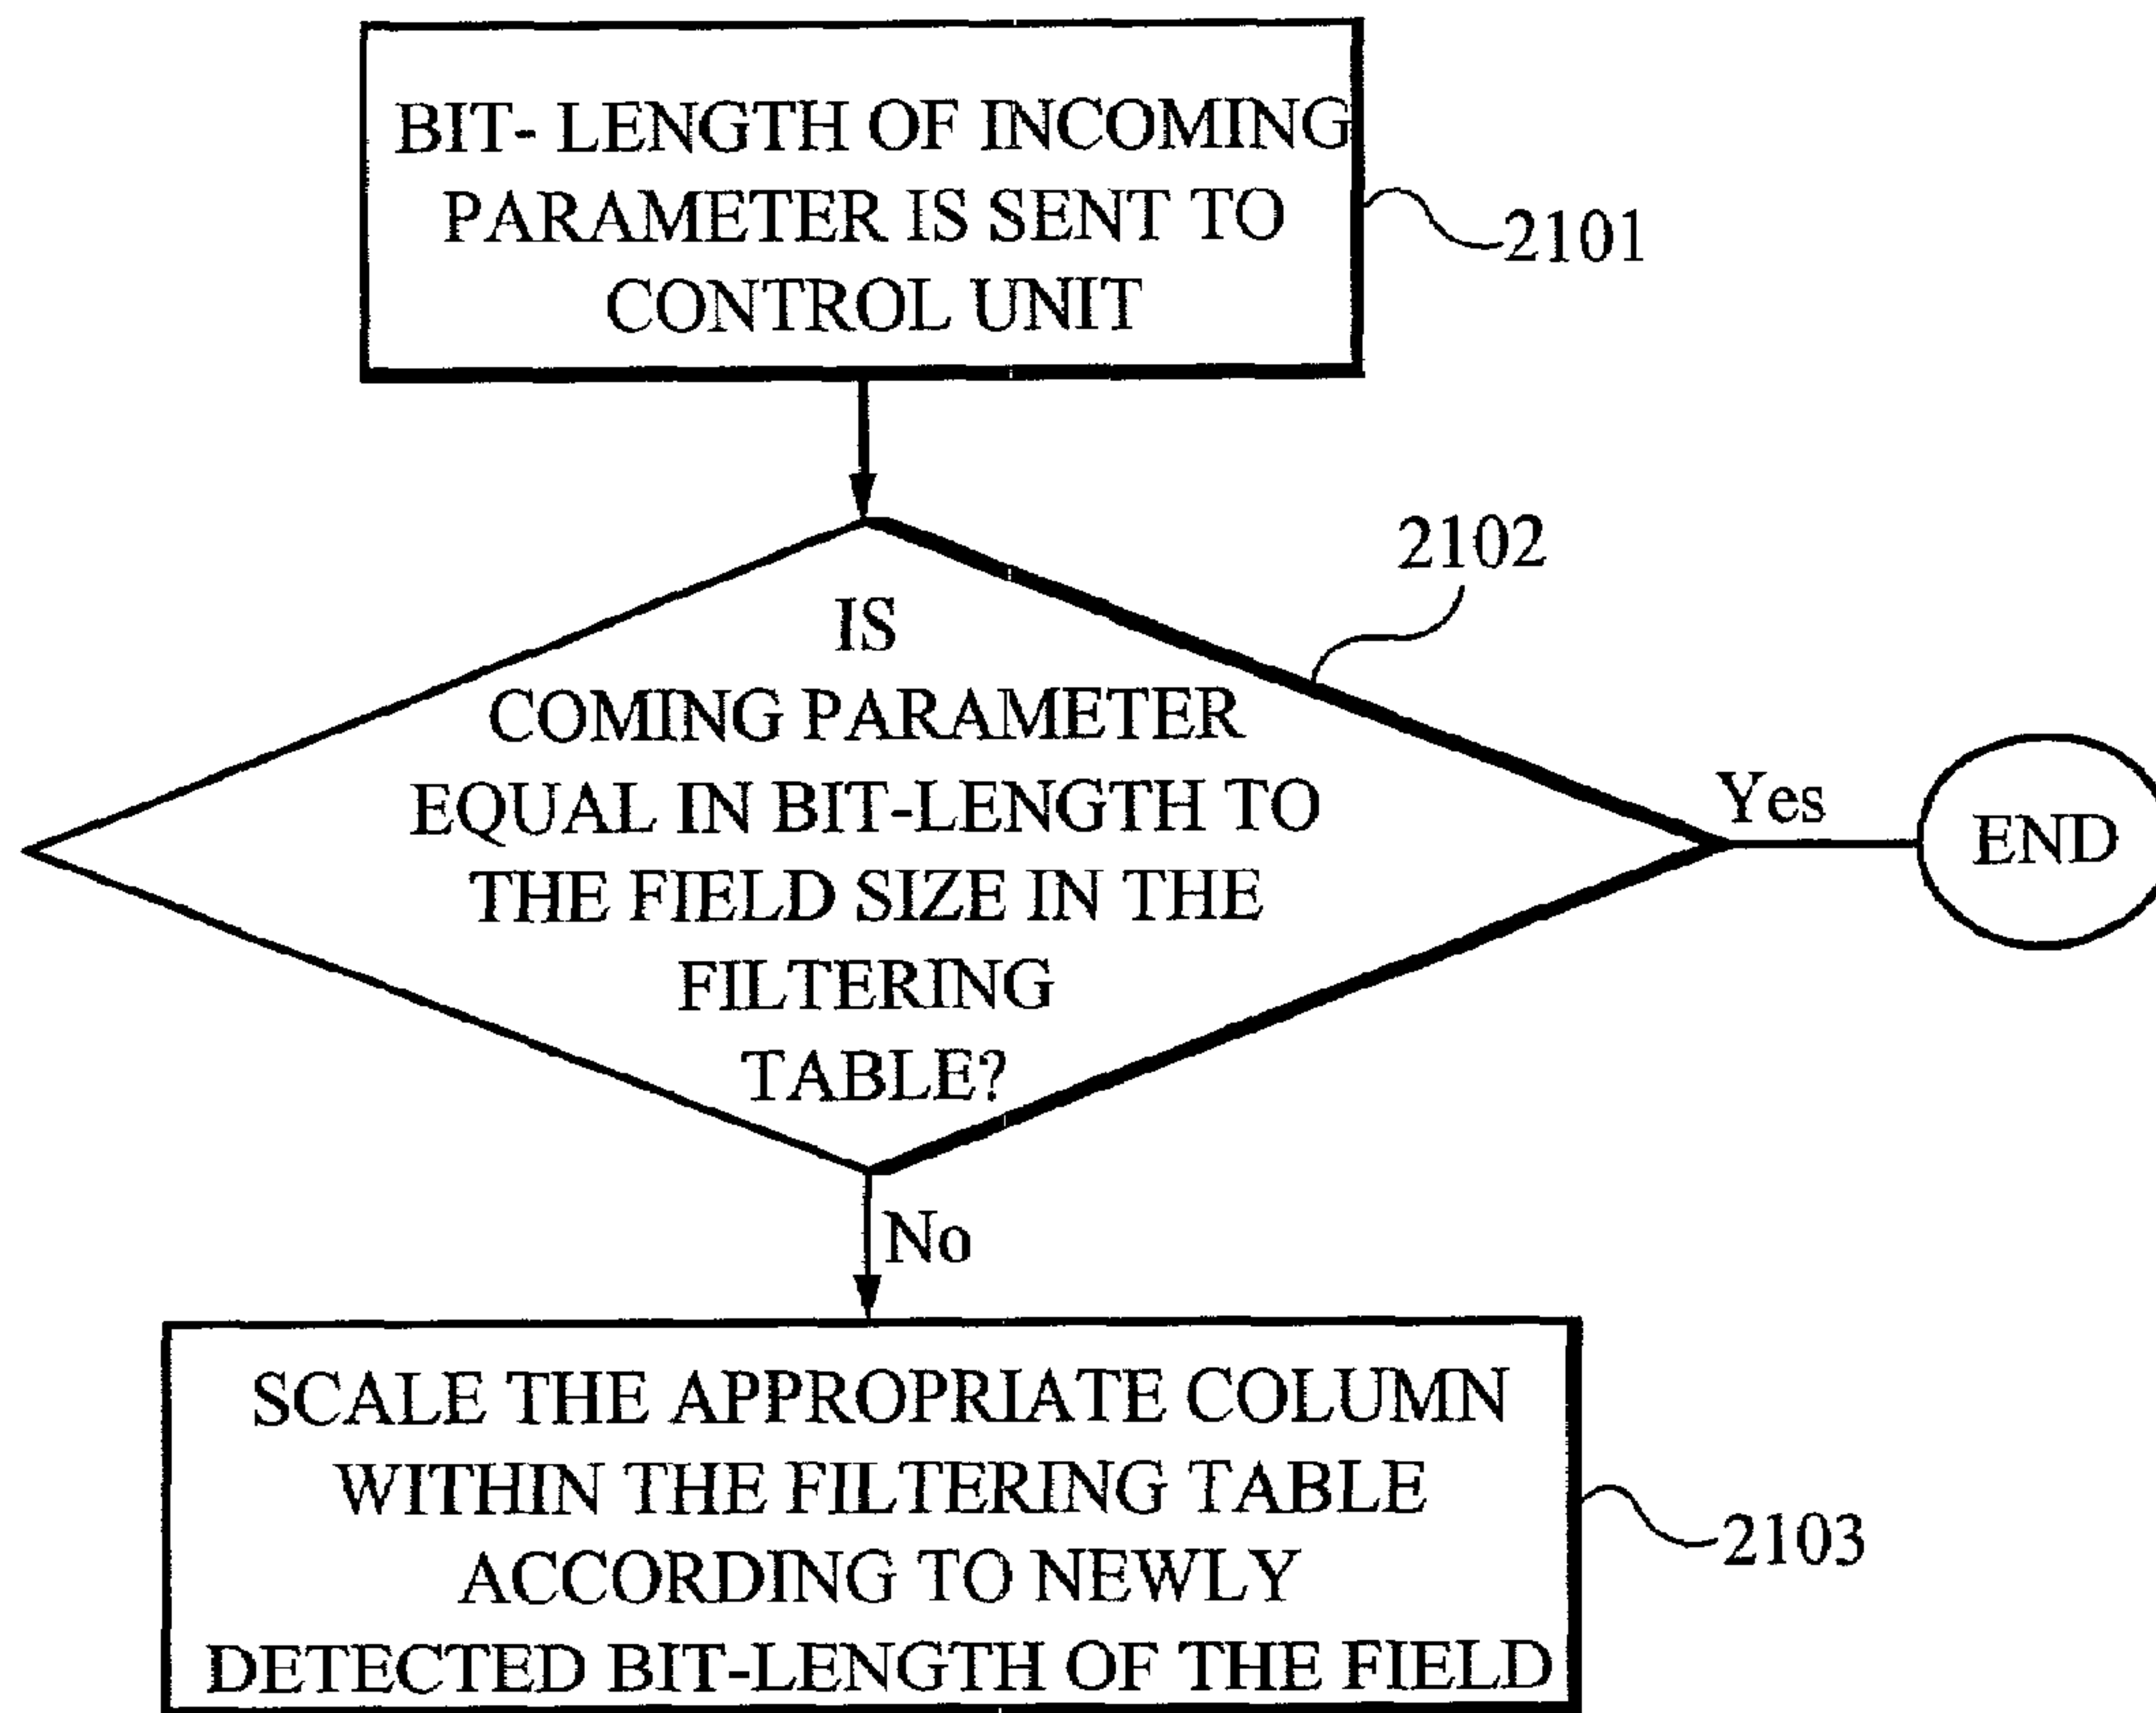 BIT- LENGTH OF INCOMING
PARAMETER IS SENT TO
CONTROL UNIT
2101
2102
IS
COMING PARAMETER
EQUAL IN BIT-LENGTH TO
THE FIELD SIZE IN THE
FILTERING
TABLE?
Yes
END
No
SCALE THE APPROPRIATE COLUMN
WITHIN THE FILTERING TABLE
ACCORDING TO NEWLY
DETECTED BIT-LENGTH OF THE FIELD
2103